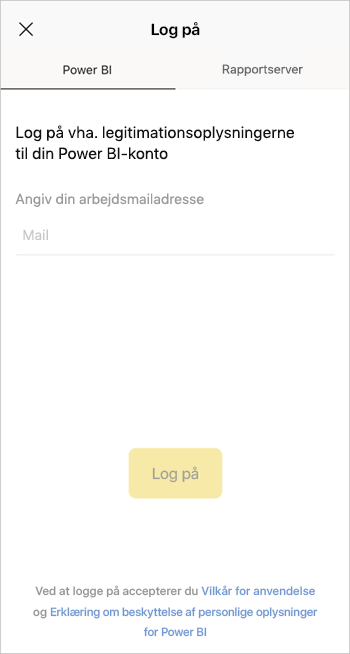 Log på
Power BI
Rapportserver
Log på vha. legitimationsoplysningerne
til din Power BI-konto
Angiv din arbejdsmailadresse
Mail
Log på
Ved at logge på accepterer du Vilkår for anvendelse
og Erklæring om beskyttelse af personlige oplysninger
for Power BI